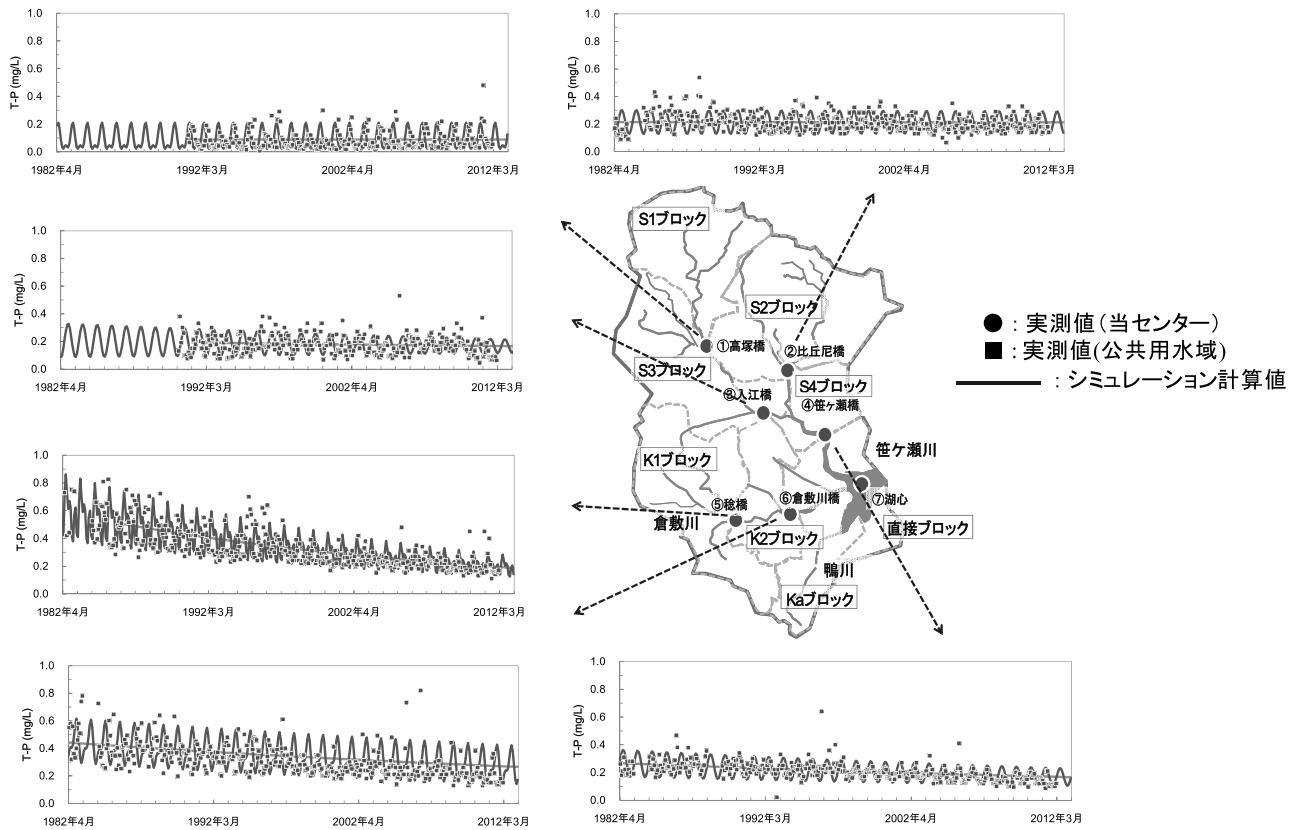 T-P (mg/L)
1.0
0.8
0.6
0.4
0.2
0.0
1982年4月
1992年3月
2002年4月
2012年3月
T-P (mg/L)
1.0
0.8
0.6
0.4
0.2
0.0
1982年4月
1992年3月
2002年4月
2012年3月
T-P (mg/L)
1.0
0.8
0.6
0.4
0.2
0.0
1982年4月
1992年3月
2002年4月
2012年3月
S1ブロック
S2ブロック
①高塚橋
②比丘尼橋
S3ブロック
S4ブロック
③入江橋
④笹ヶ瀬橋
笹ケ瀬川
K1ブロック
⑤稔橋
⑥倉敷川橋
⑦湖心
倉敷川
直接ブロック
K2ブロック
鴨川
Kaブロック
●：実測値（当センター）
■：実測値(公共用水域)
：シミュレーション計算値
T-P (mg/L)
1.0
0.8
0.6
0.4
0.2
0.0
1982年4月
1992年3月
2002年4月
2012年3月
T-P (mg/L)
1.0
0.8
0.6
0.4
0.2
0.0
1982年4月
1992年3月
2002年4月
2012年3月
T-P (mg/L)
1.0
0.8
0.6
0.4
0.2
0.0
1982年4月
1992年3月
2002年4月
2012年3月